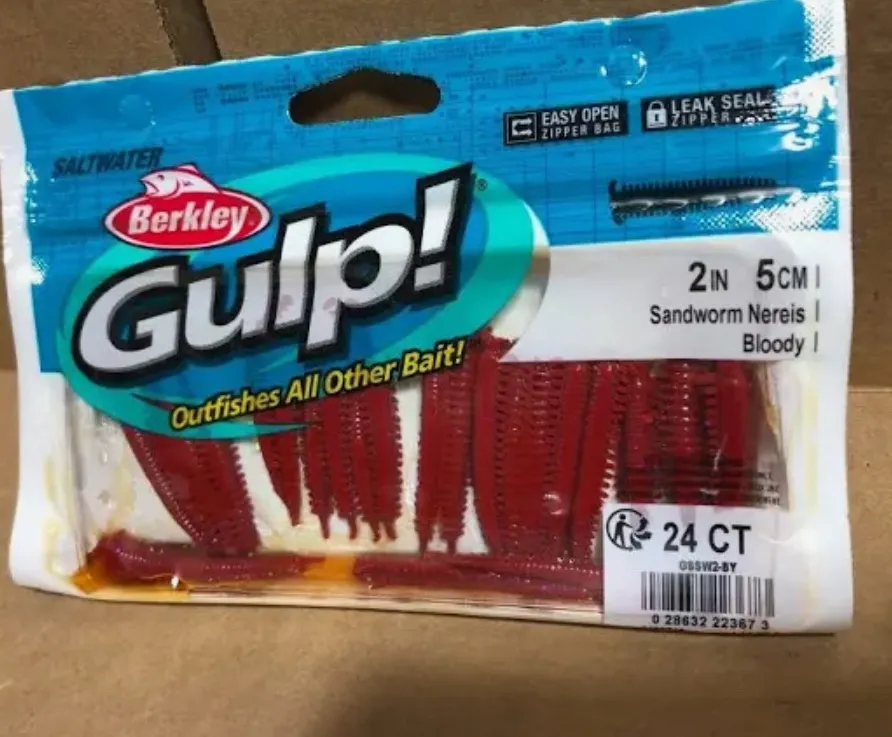 EASY OPEN
ZIPPER BAG
LEAK SEAL
ZIPPER
SALTWATER
Berkley
Gulp!®
Outfishes All Other Bait!
2IN 5CM
Sandworm Nereis
Bloody
24 CT
GSSW2-BY
0 28632 22367 3